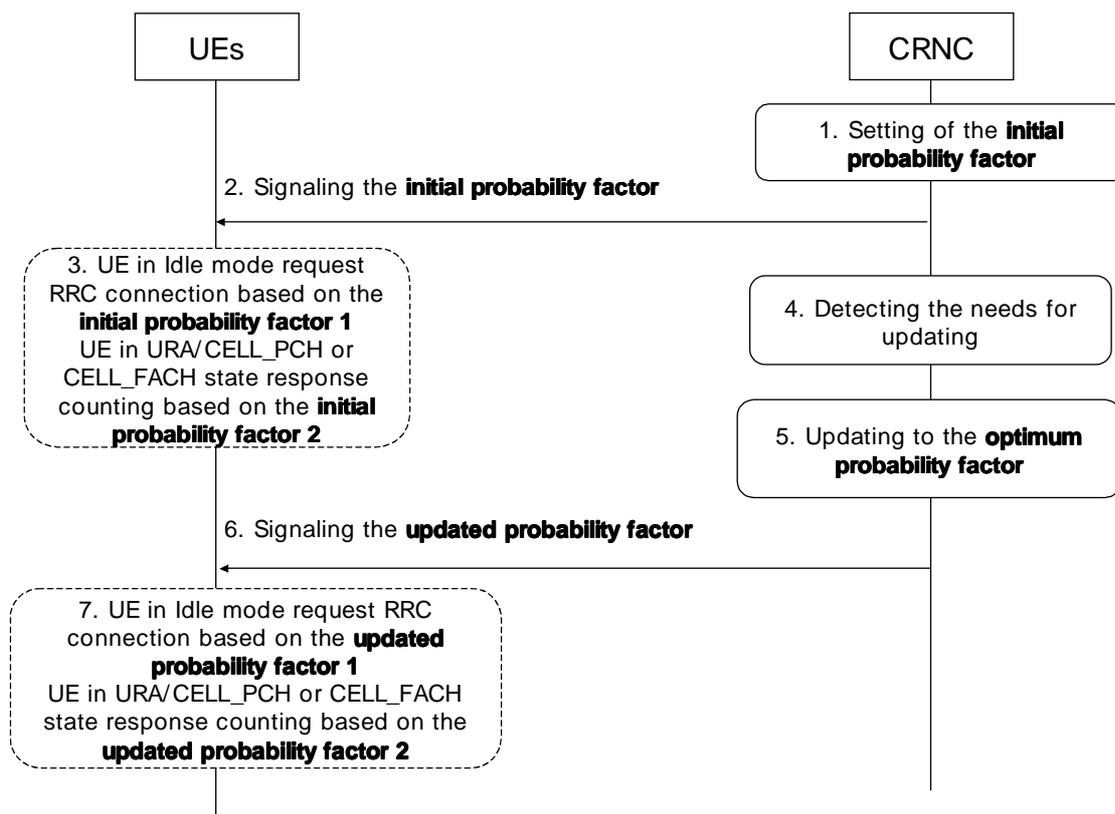 UEs
CRNC
1. Setting of the initial
probability factor
2. Signaling the initial probability factor
3. UE in Idle mode request
RRC connection based on the
initial probability factor 1
UE in URA/CELL_PCH or
CELL_FACH state response
counting based on the initial
probability factor 2
4. Detecting the needs for
updating
5. Updating to the optimum
probability factor
6. Signaling the updated probability factor
7. UE in Idle mode request RRC
connection based on the updated
probability factor 1
UE in URA/CELL_PCH or CELL_FACH
state response counting based on the
updated probability factor 2